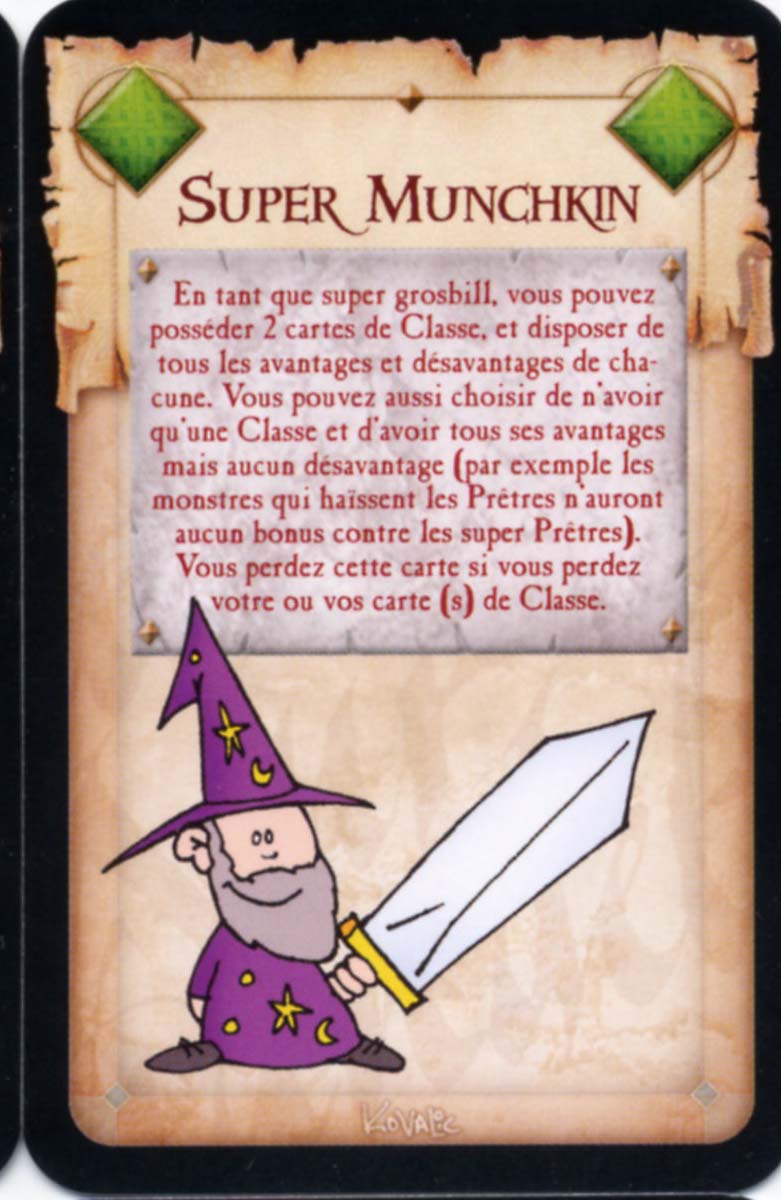 SUPER MUNCHKIN
En tant que super grosbill, vous pouvez
posséder 2 cartes de Classe, et disposer de
tous les avantages et désavantages de cha-
cune. Vous pouvez aussi choisir de n'avoir
qu'une Classe et d'avoir tous ses avantages
mais aucun désavantage (par exemple les
monstres qui haïssent les Prêtres n'auront
aucun bonus contre les super Prêtres).
Vous perdez cette carte si vous perdez
votre ou vos carte (s) de Classe.
KOVALIC